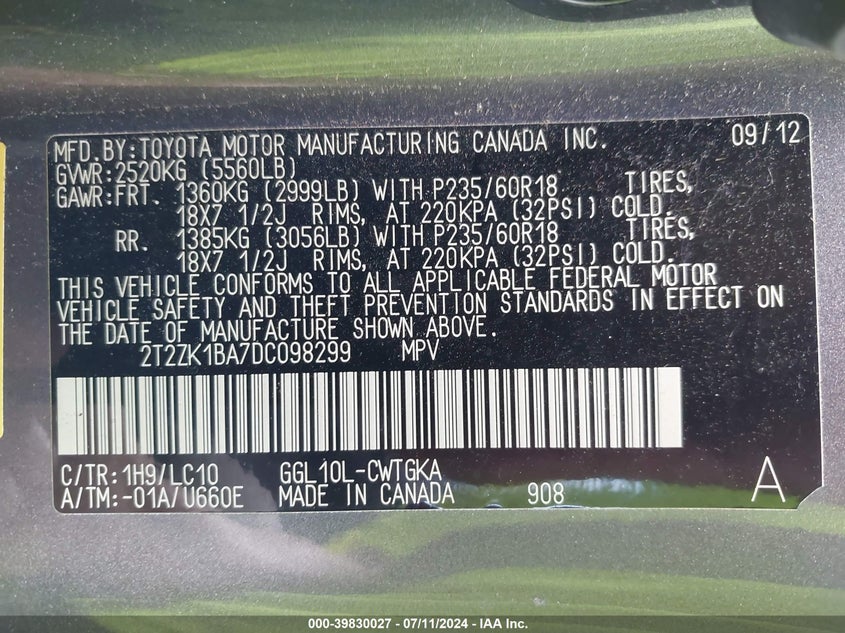 MFD.BY:TOYOTA MOTOR MANUFACTURING CANADA INC. 09/12
GVWR:2520KG (5560LB)
GAWR:FRT. 1360KG (2999LB) WITH P235/60R18 TIRES,
18X7 1/2J RIMS, AT 220KPA (32PSI) COLD.
RR. 1385KG (3056LB) WITH P235/60R18 TIRES,
18X7 1/2J RIMS, AT 220KPA (32PSI) COLD.
THIS VEHICLE CONFORMS TO ALL APPLICABLE FEDERAL MOTOR
VEHICLE SAFETY AND THEFT PREVENTION STANDARDS IN EFFECT ON
THE DATE OF MANUFACTURE SHOWN ABOVE.
2T2ZK1BA7DC098299 MPV
C/TR:1H9/LC10 GGL10L-CWTGKA A
A/TM:-01A/U660E MADE IN CANADA 908
000-39830027 - 07/11/2024 - IAA Inc.